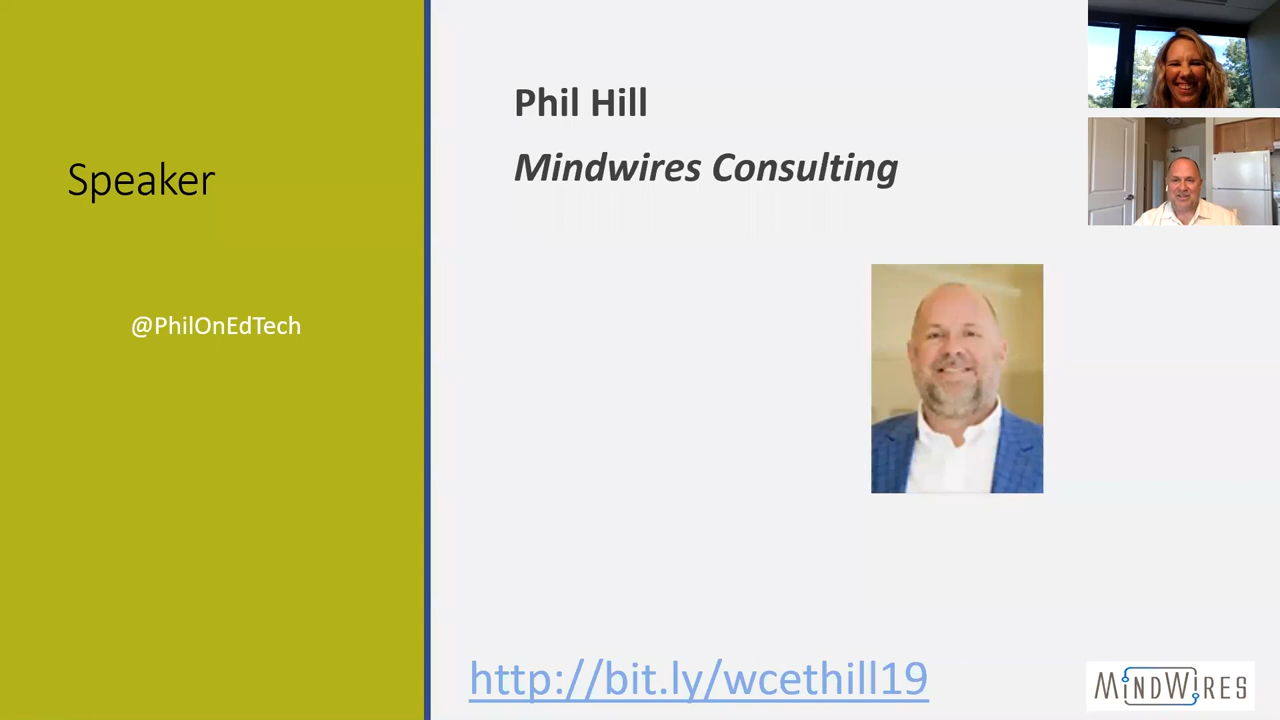 Speaker
@PhilOnEdTech
Phil Hill
Mindwires Consulting
http://bit.ly/wcethill19
MINDWIRES